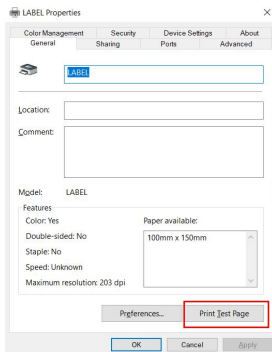 LABEL Properties
Color Management Security Device Settings About
General Sharing Ports Advanced
LABEL
Location:
Comment:
Model: LABEL
Features
Color: Yes
Paper available:
Double-sided: No
100mm x 150mm
Staple: No
Speed: Unknown
Maximum resolution: 203 dpi
Preferences... Print Test Page
OK Cancel Apply